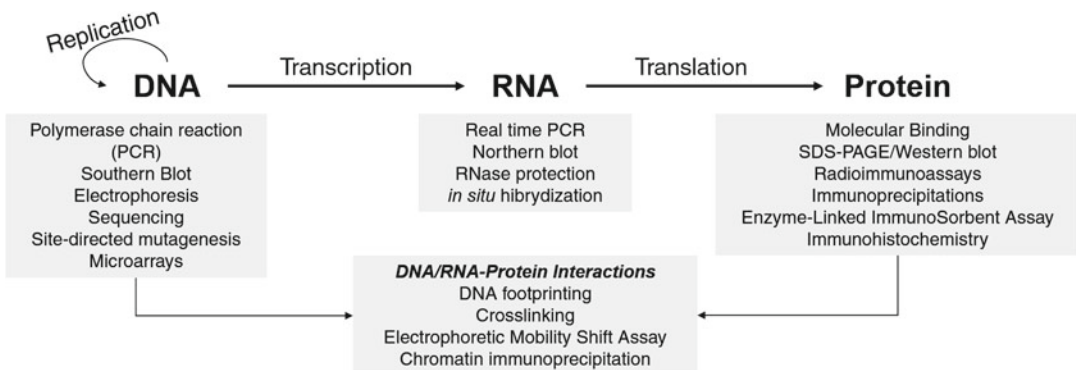 Replication
DNA
Transcription
RNA
Translation
Protein
Polymerase chain reaction
(PCR)
Southern Blot
Electrophoresis
Sequencing
Site-directed mutagenesis
Microarrays
Real time PCR
Northern blot
RNase protection
in situ hibrydization
Molecular Binding
SDS-PAGE/Western blot
Radioimmunoassays
Immunoprecipitations
Enzyme-Linked ImmunoSorbent Assay
Immunohistochemistry
DNA/RNA-Protein Interactions
DNA footprinting
Crosslinking
Electrophoretic Mobility Shift Assay
Chromatin immunoprecipitation